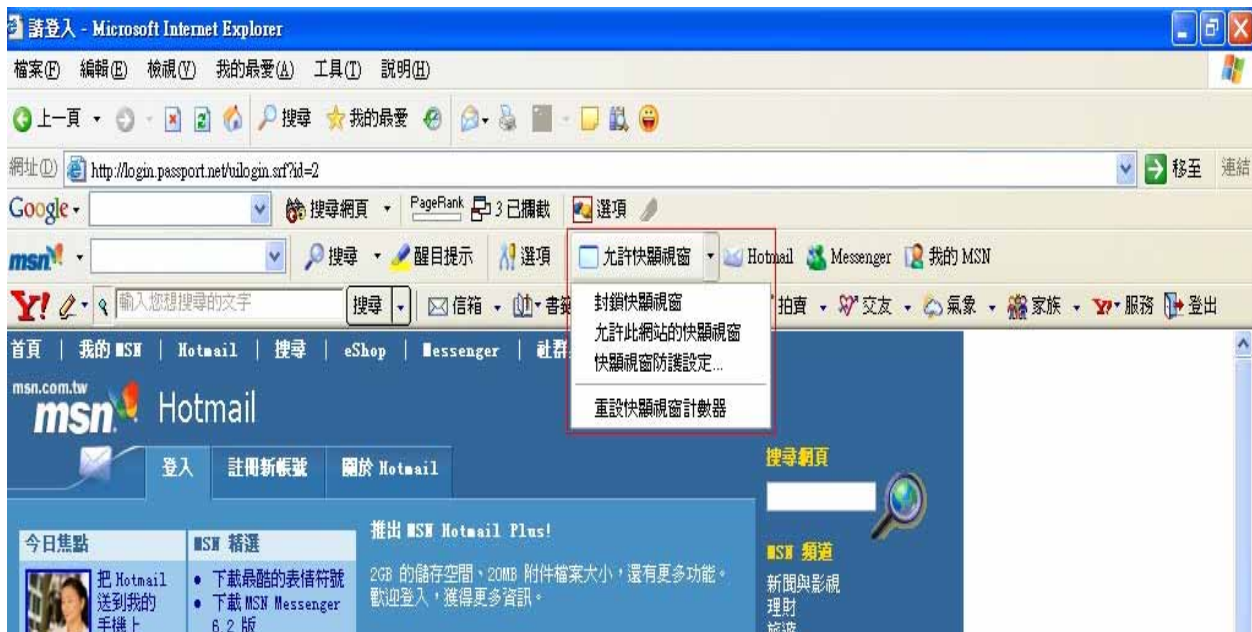 請登入 - Microsoft Internet Explorer
檔案(F) 編輯(E) 檢視(V) 我的最愛(A) 工具(T) 說明(H)
上一頁 搜尋 我的最愛
網址(D) http://login.passport.net/uilogin.srf?id=2 移至 連結
Google 搜尋網頁 PageRank 3 已攔截 選項
msn 搜尋 醒目提示 選項 允許快顯視窗 Hotmail Messenger 我的 MSN
Y! 輸入您想搜尋的文字 搜尋 信箱 書 拍賣 交友 氣象 家族 服務 登出
封鎖快顯視窗
允許此網站的快顯視窗
快顯視窗防護設定...
重設快顯視窗計數器
首頁 | 我的 MSN | Hotmail | 搜尋 | eShop | Messenger | 社群
msn.com.tw
msn Hotmail
登入 註冊新帳號 關於 Hotmail
搜尋網頁
今日焦點
把 Hotmail
送到我的
手機上
MSN 精選
• 下載最酷的表情符號
• 下載 MSN Messenger
6.2 版
推出 MSN Hotmail Plus!
2GB 的儲存空間、20MB 附件檔案大小，還有更多功能。
歡迎登入，獲得更多資訊。
MSN 頻道
新聞與影視
理財
旅遊